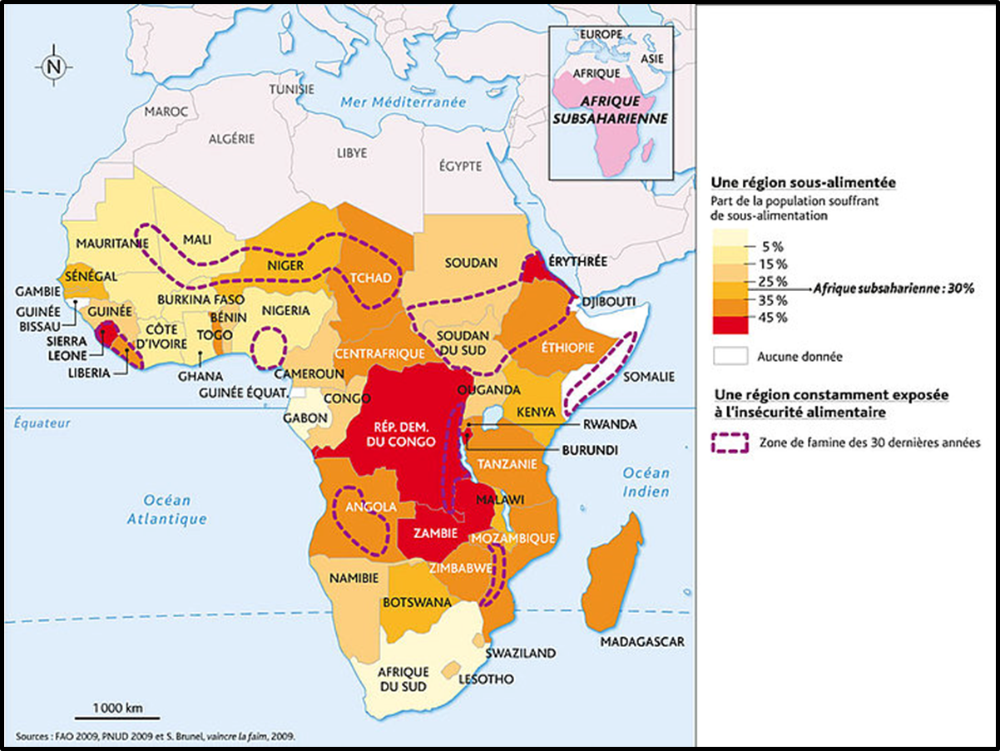 N
TUNISIE
MAROC
Mer Méditerranée
ALGÉRIE
LIBYE
ÉGYPTE
EUROPE
ASIE
AFRIQUE
AFRIQUE
SUBSAHARIENNE
MAURITANIE
MALI
NIGER
TCHAD
SOUDAN
ÉRYTHRÉE
SÉNÉGAL
GAMBIE
GUINÉE
BISSAU
GUINÉE
BURKINA FASO
BÉNIN
NIGERIA
DJIBOUTI
SIERRA
LEONE
CÔTE
D'IVOIRE
TOGO
SOUDAN
DU SUD
ÉTHIOPIE
LIBERIA
GHANA
CENTRAFRIQUE
SOMALIE
CAMEROUN
GUINÉE ÉQUAT.
CONGO
OUGANDA
KENYA
GABON
Équateur
RÉP. DEM.
DU CONGO
RWANDA
BURUNDI
TANZANIE
Océan
Indien
Océan
Atlantique
ANGOLA
MALAWI
ZAMBIE
MOZAMBIQUE
ZIMBABWE
NAMIBIE
BOTSWANA
MADAGASCAR
SWAZILAND
AFRIQUE
DU SUD
LESOTHO
1 000 km
Sources : FAO 2009, PNUD 2009 et S. Brunel, vaincre la faim, 2009.
Une région sous-alimentée
Part de la population souffrant
de sous-alimentation
5 %
15 %
25 %
Afrique subsaharienne : 30%
35 %
45 %
Aucune donnée
Une région constamment exposée
à l'insécurité alimentaire
Zone de famine des 30 dernières années